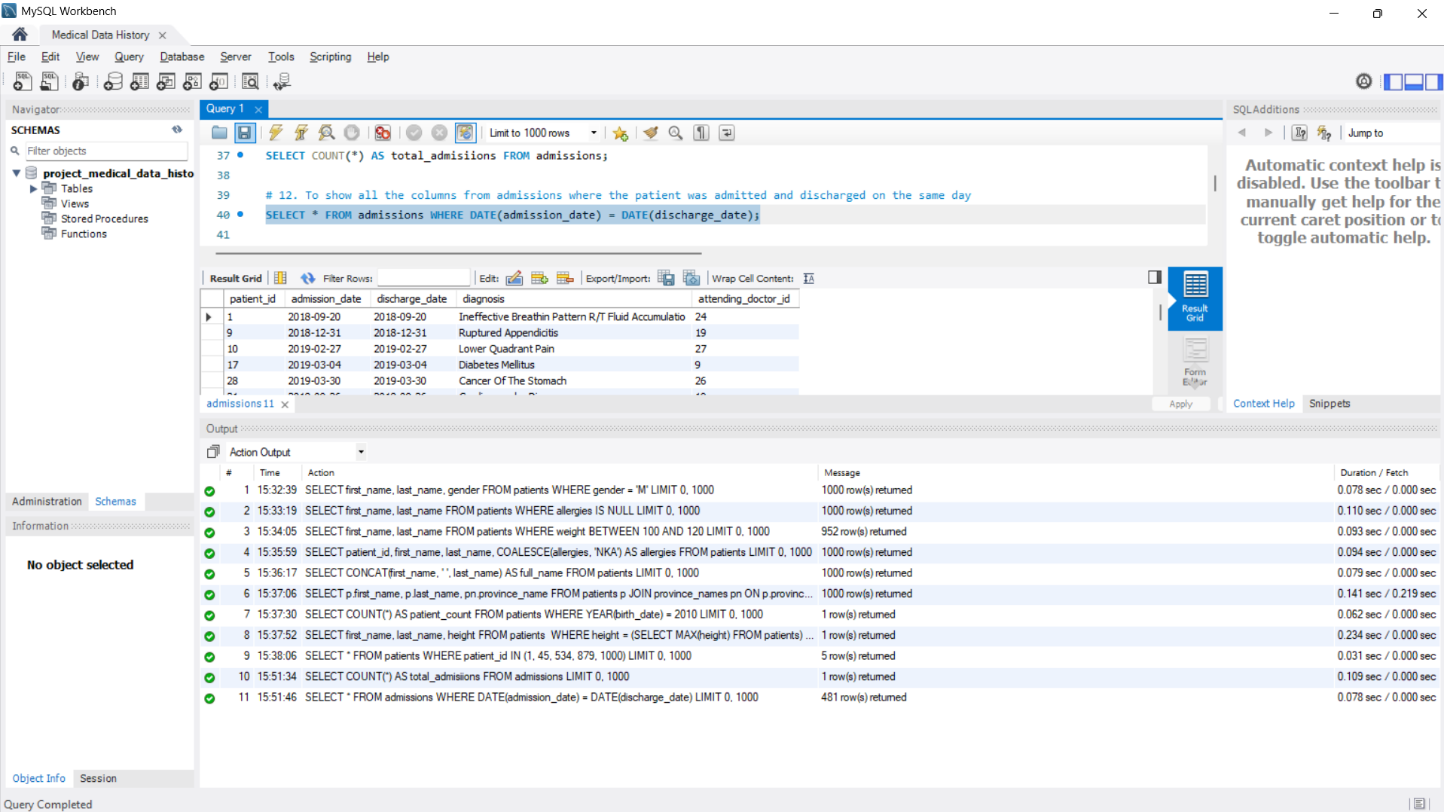 MySQL Workbench
Medical Data History
File Edit View Query Database Server Tools Scripting Help
Navigator
SCHEMAS
Filter objects
project_medical_data_histo
Tables
Views
Stored Procedures
Functions
Administration Schemas
Information
No object selected
Object Info Session
Query Completed
Query 1
Limit to 1000 rows
37 SELECT COUNT(*) AS total_admisiions FROM admissions;
38
39 # 12. To show all the columns from admissions where the patient was admitted and discharged on the same day
40 SELECT * FROM admissions WHERE DATE(admission_date) = DATE(discharge_date);
41
Result Grid Filter Rows: Edit: Export/Import: Wrap Cell Content:
patient_id admission_date discharge_date diagnosis attending_doctor_id
1 2018-09-20 2018-09-20 Ineffective Breathin Pattern R/T Fluid Accumulatio 24
9 2018-12-31 2018-12-31 Ruptured Appendicitis 19
10 2019-02-27 2019-02-27 Lower Quadrant Pain 27
17 2019-03-04 2019-03-04 Diabetes Mellitus 9
28 2019-03-30 2019-03-30 Cancer Of The Stomach 26
Result Grid
Form Editor
admissions 11
Apply
SQLAdditions
Jump to
Automatic context help is
disabled. Use the toolbar t
manually get help for the
current caret position or to
toggle automatic help.
Context Help Snippets
Output
Action Output
# Time Action Message Duration / Fetch
1 15:32:39 SELECT first_name, last_name, gender FROM patients WHERE gender = 'M' LIMIT 0, 1000 1000 row(s) returned 0.078 sec / 0.000 sec
2 15:33:19 SELECT first_name, last_name FROM patients WHERE allergies IS NULL LIMIT 0, 1000 1000 row(s) returned 0.110 sec / 0.000 sec
3 15:34:05 SELECT first_name, last_name FROM patients WHERE weight BETWEEN 100 AND 120 LIMIT 0, 1000 952 row(s) returned 0.093 sec / 0.000 sec
4 15:35:59 SELECT patient_id, first_name, last_name, COALESCE(allergies, 'NKA') AS allergies FROM patients LIMIT 0, 1000 1000 row(s) returned 0.094 sec / 0.000 sec
5 15:36:17 SELECT CONCAT(first_name, ' ', last_name) AS full_name FROM patients LIMIT 0, 1000 1000 row(s) returned 0.079 sec / 0.000 sec
6 15:37:06 SELECT p.first_name, p.last_name, pn.province_name FROM patients p JOIN province_names pn ON p.provinc... 1000 row(s) returned 0.141 sec / 0.219 sec
7 15:37:30 SELECT COUNT(*) AS patient_count FROM patients WHERE YEAR(birth_date) = 2010 LIMIT 0, 1000 1 row(s) returned 0.062 sec / 0.000 sec
8 15:37:52 SELECT first_name, last_name, height FROM patients WHERE height = (SELECT MAX(height) FROM patients) ... 1 row(s) returned 0.234 sec / 0.000 sec
9 15:38:06 SELECT * FROM patients WHERE patient_id IN (1, 45, 534, 879, 1000) LIMIT 0, 1000 5 row(s) returned 0.031 sec / 0.000 sec
10 15:51:34 SELECT COUNT(*) AS total_admisiions FROM admissions LIMIT 0, 1000 1 row(s) returned 0.109 sec / 0.000 sec
11 15:51:46 SELECT * FROM admissions WHERE DATE(admission_date) = DATE(discharge_date) LIMIT 0, 1000 481 row(s) returned 0.078 sec / 0.000 sec